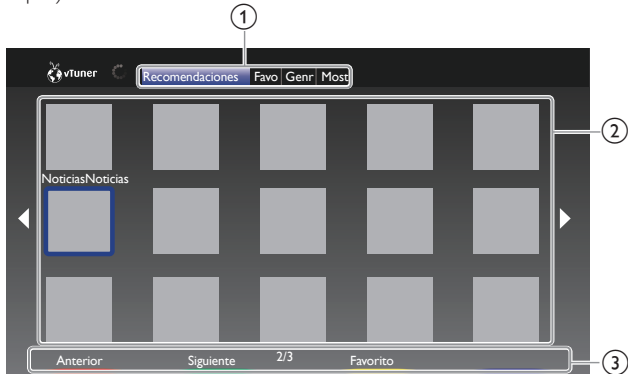 1
vTuner Recomendaciones Favo Genr Most
2
NoticiasNoticias
Anterior Siguiente 2/3 Favorito
3